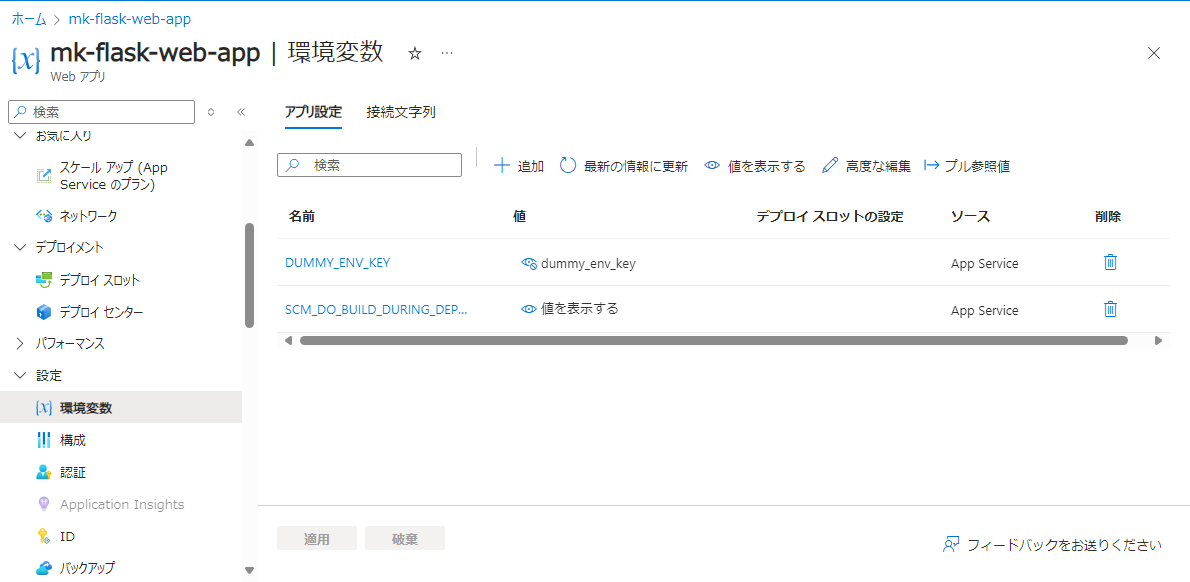 ホーム > mk-flask-web-app
mk-flask-web-app | 環境変数 ☆ …
Web アプリ
検索
お気に入り
スケール アップ (App
Service のプラン)
ネットワーク
デプロイメント
デプロイ スロット
デプロイ センター
パフォーマンス
設定
環境変数
構成
認証
Application Insights
ID
バックアップ
アプリ設定 接続文字列
検索 追加 最新の情報に更新 値を表示する 高度な編集 プル参照値
名前 値 デプロイ スロットの設定 ソース 削除
DUMMY_ENV_KEY dummy_env_key App Service
SCM_DO_BUILD_DURING_DEP... 値を表示する App Service
適用 破棄
フィードバックをお送りください